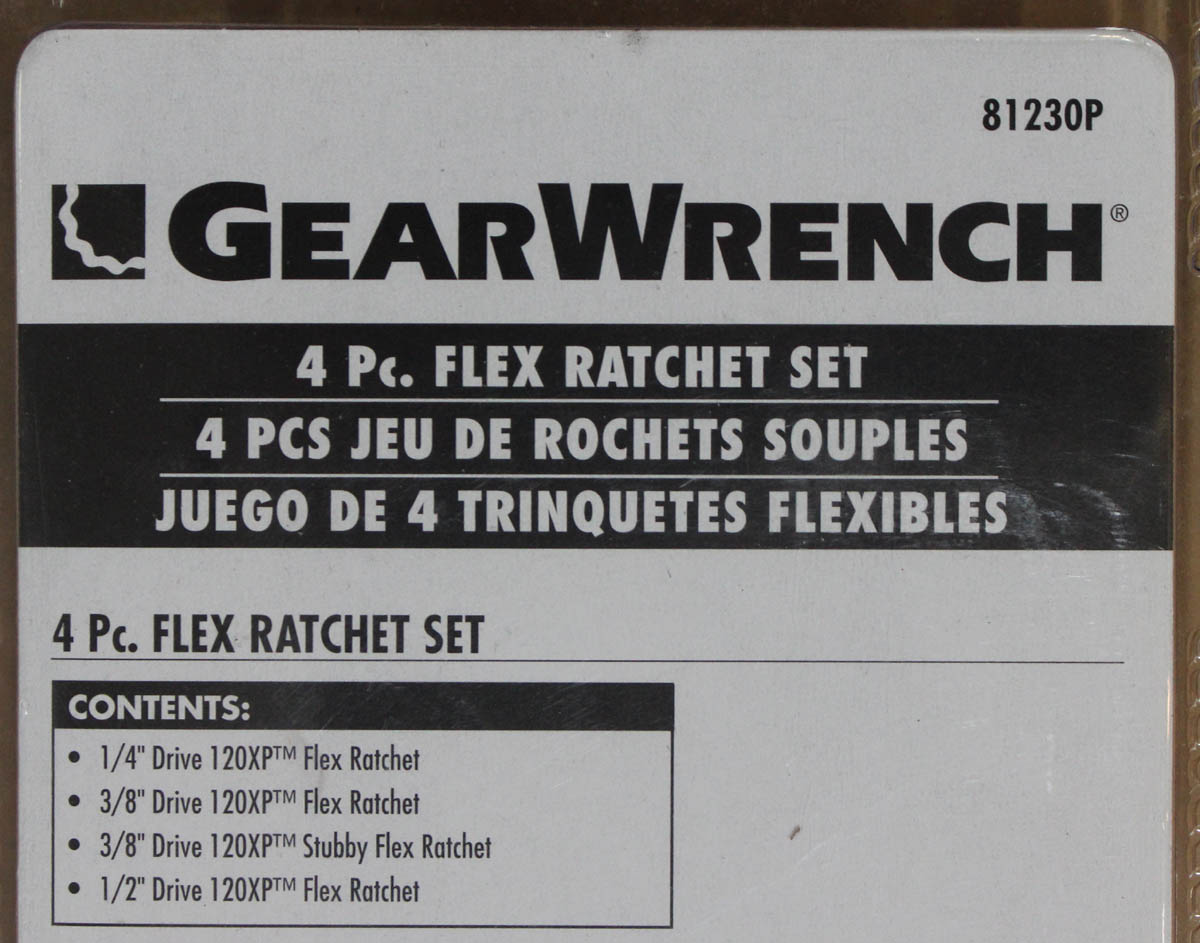 81230P
GEARWRENCH®
4 Pc. FLEX RATCHET SET
4 PCS JEU DE ROCHETS SOUPLES
JUEGO DE 4 TRINQUETES FLEXIBLES
4 Pc. FLEX RATCHET SET
CONTENTS:
• 1/4" Drive 120XP™ Flex Ratchet
• 3/8" Drive 120XP™ Flex Ratchet
• 3/8" Drive 120XP™ Stubby Flex Ratchet
• 1/2" Drive 120XP™ Flex Ratchet